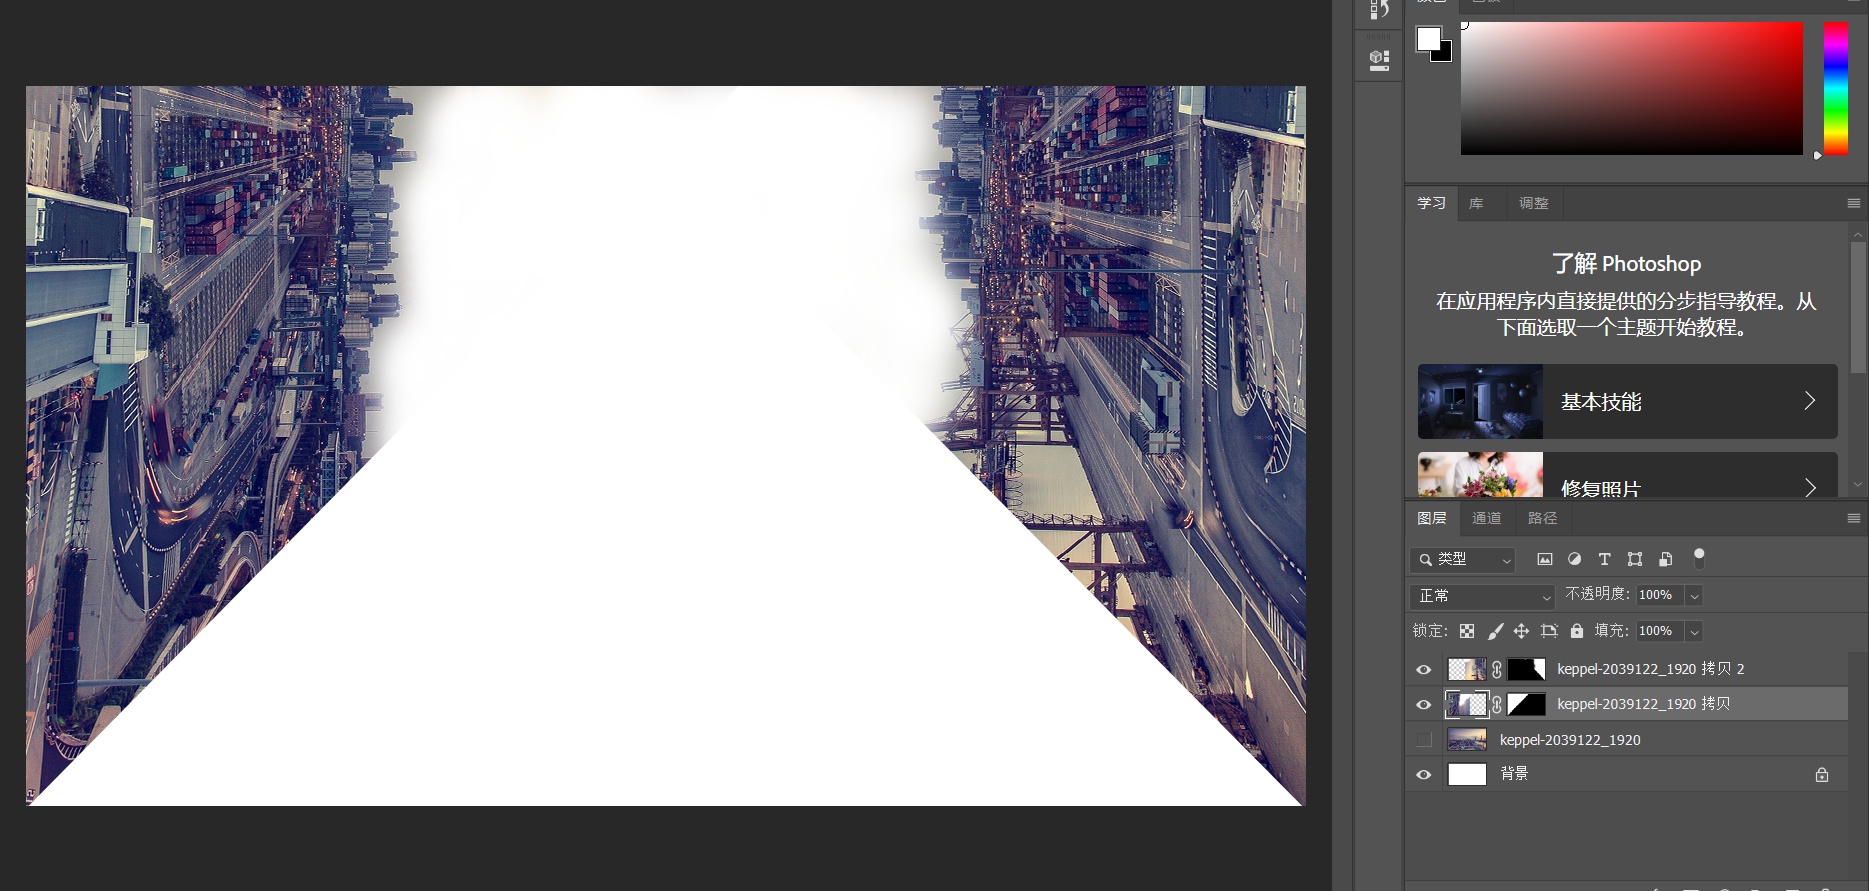 学习 库 调整
了解 Photoshop
在应用程序内直接提供的分步指导教程。从
下面选取一个主题开始教程。
基本技能
修复照片
图层 通道 路径
类型
正常 不透明度: 100%
锁定: 填充: 100%
keppel-2039122_1920 拷贝 2
keppel-2039122_1920 拷贝
keppel-2039122_1920
背景